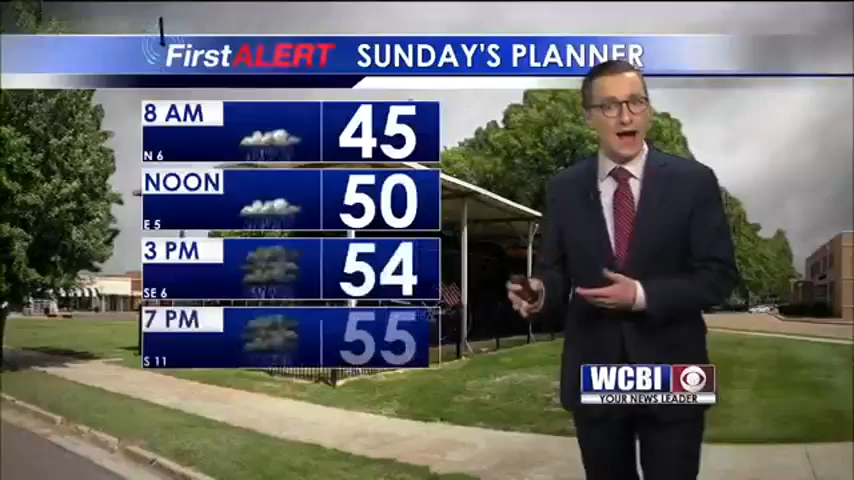 FirstALERT SUNDAY'S PLANNER
8 AM
N 6
45
NOON
E 5
50
3 PM
SE 6
54
7 PM
S 11
55
WCBI
YOUR NEWS LEADER